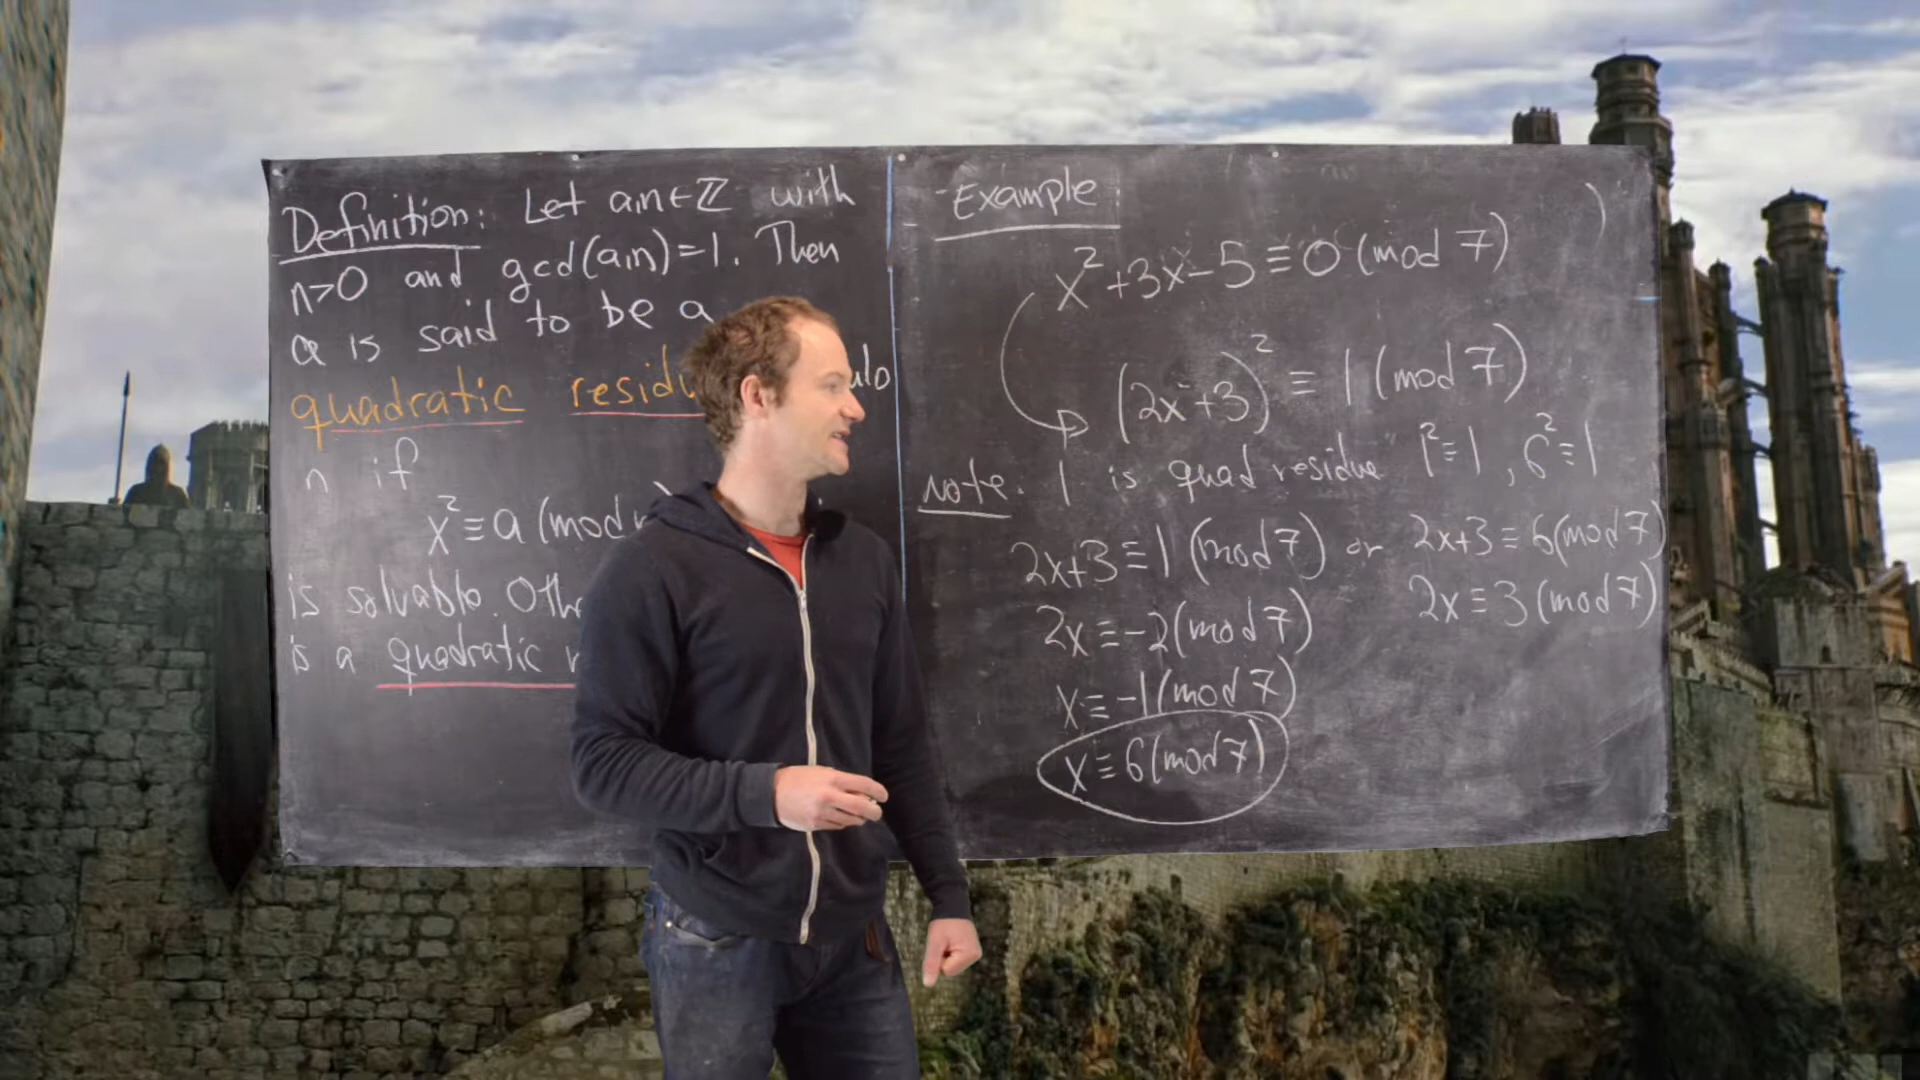 Definition: Let a,n∈ℤ with
n>0 and gcd(a,n)=1. Then
a is said to be a
quadratic
n if
x²≡a (mod
is solvable.
is a quadratic
Example:
x²+3x-5≡0 (mod 7)
(2x+3)²≡1 (mod 7)
Note: 1 is quad residue 1²≡1, 6²≡1
2x+3≡1 (mod 7) or 2x+3≡6(mod 7)
2x≡-2(mod 7) 2x≡3(mod 7)
x≡-1(mod 7)
x≡6(mod 7)